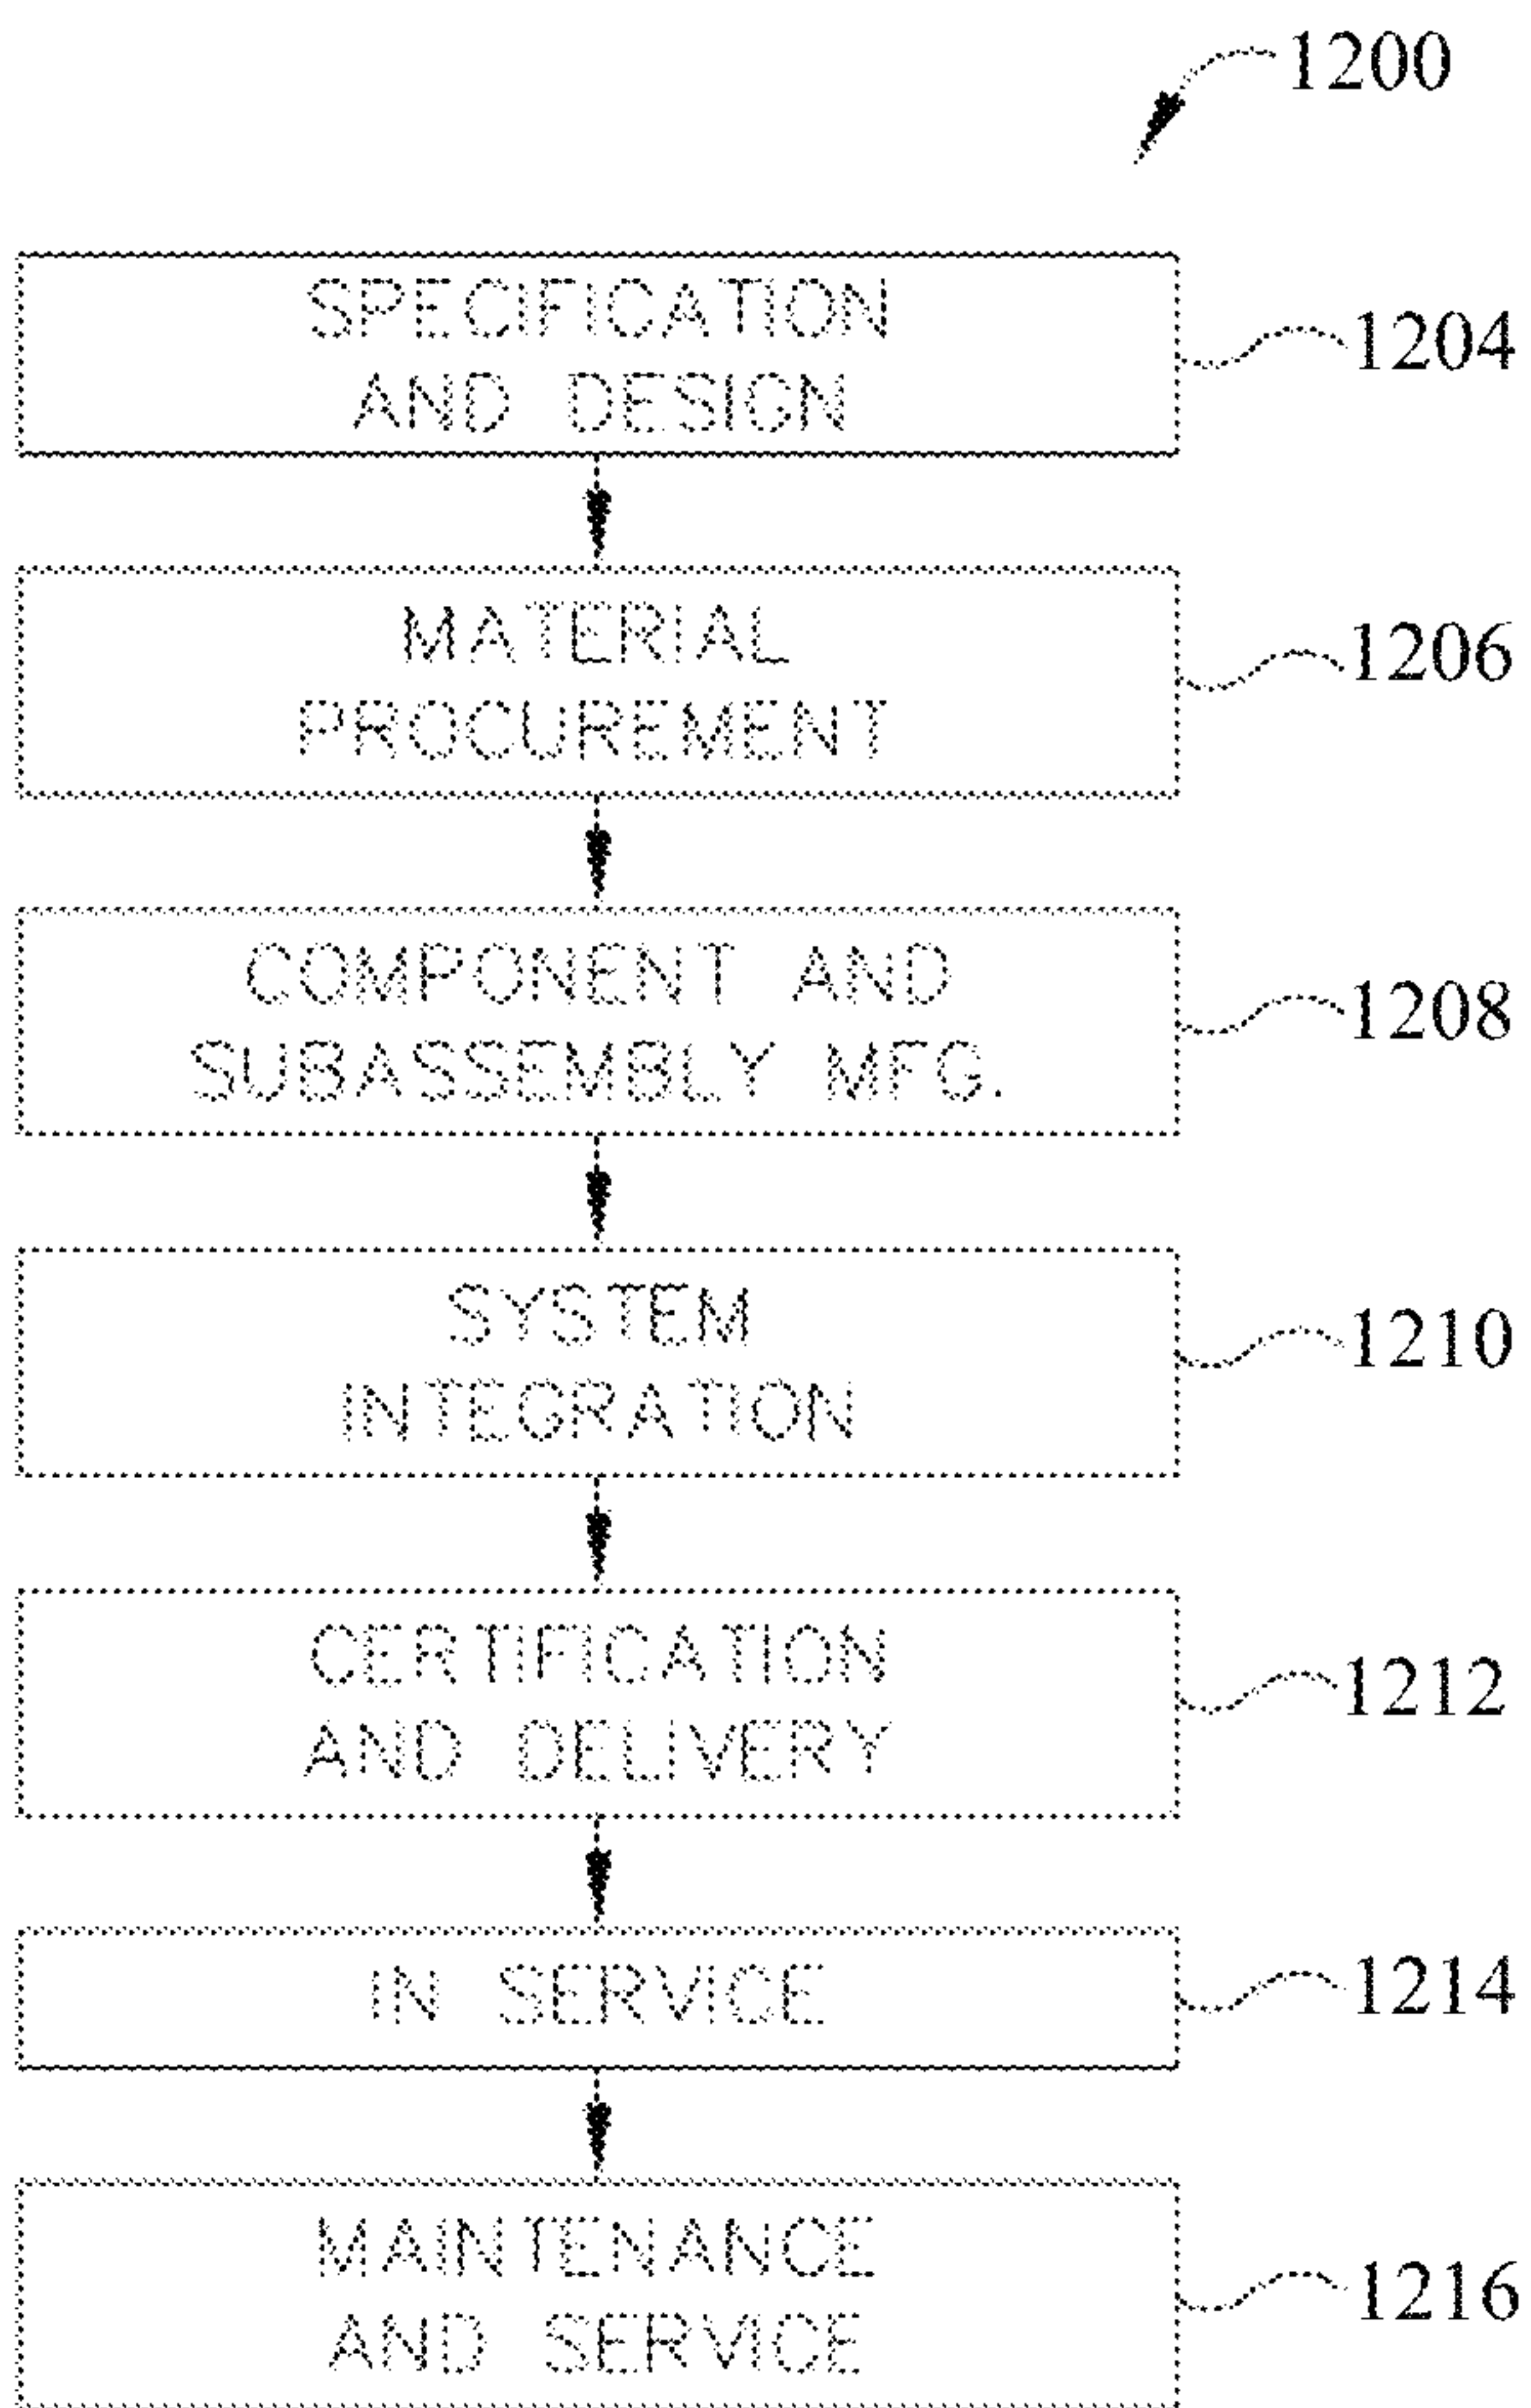 1200
SPECIFICATION
AND DESIGN
1204
MATERIAL
PROCUREMENT
1206
COMPONENT AND
SUBASSEMBLY MFG.
1208
SYSTEM
INTEGRATION
1210
CERTIFICATION
AND DELIVERY
1212
IN SERVICE
1214
MAINTENANCE
AND SERVICE
1216